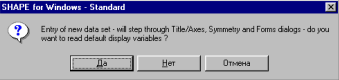 SHAPE for Windows - Standard
Entry of new data set - will step through Title/Axes, Symmetry and Forms dialogs - do you
want to read default display variables ?
Да Нет Отмена